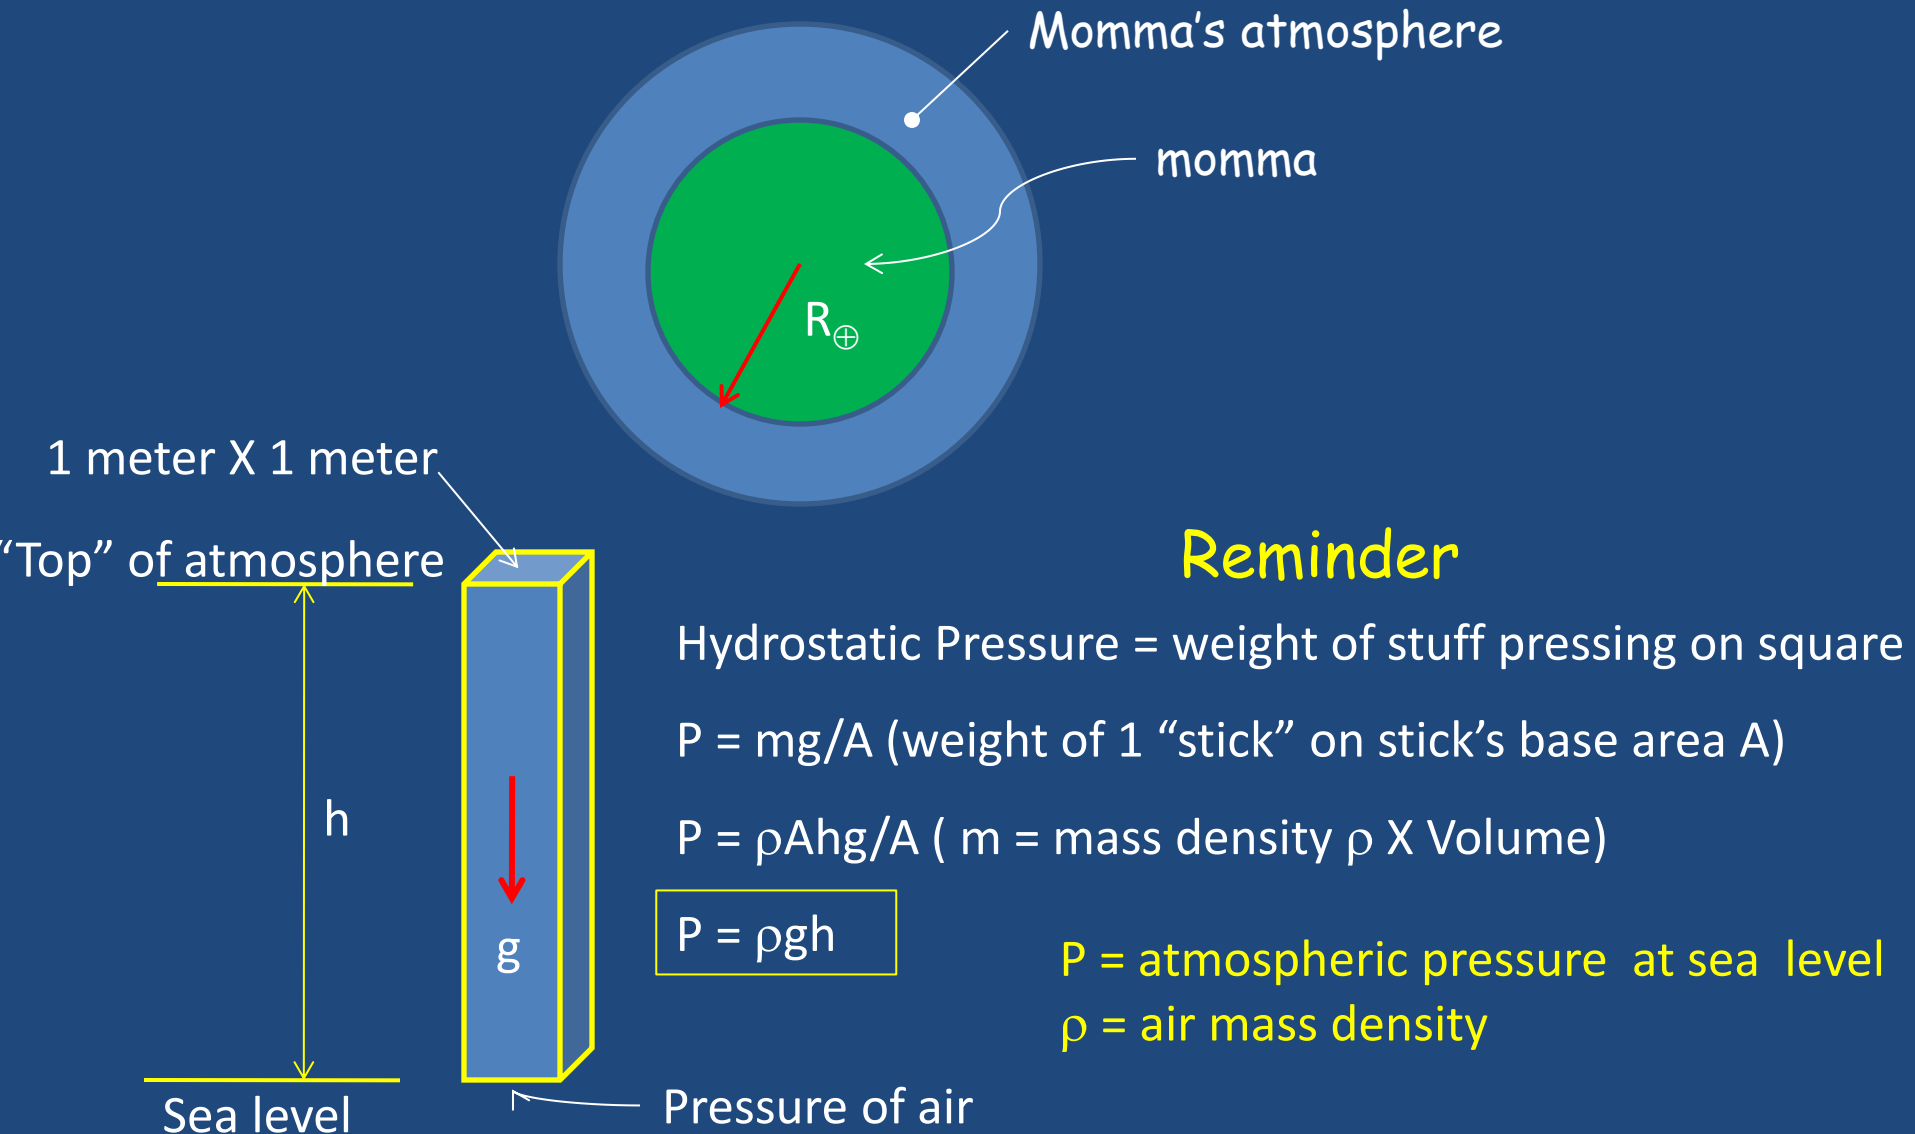 Momma’s atmosphere
momma
R⊕
1 meter X 1 meter
“Top” of atmosphere
h
g
Sea level
Pressure of air
Reminder
Hydrostatic Pressure = weight of stuff pressing on square
P = mg/A (weight of 1 “stick” on stick’s base area A)
P = ρAhg/A ( m = mass density ρ X Volume)
P = ρgh
P = atmospheric pressure at sea level
ρ = air mass density